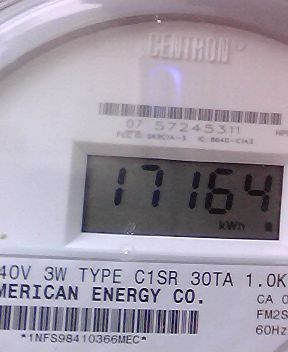 CENTRON®
07 57245311
17164
kWh
40V 3W TYPE C1SR 30TA 1.0K
MERICAN ENERGY CO.
CA 0
FM2S
60Hz
*1NFS98410366MEC*